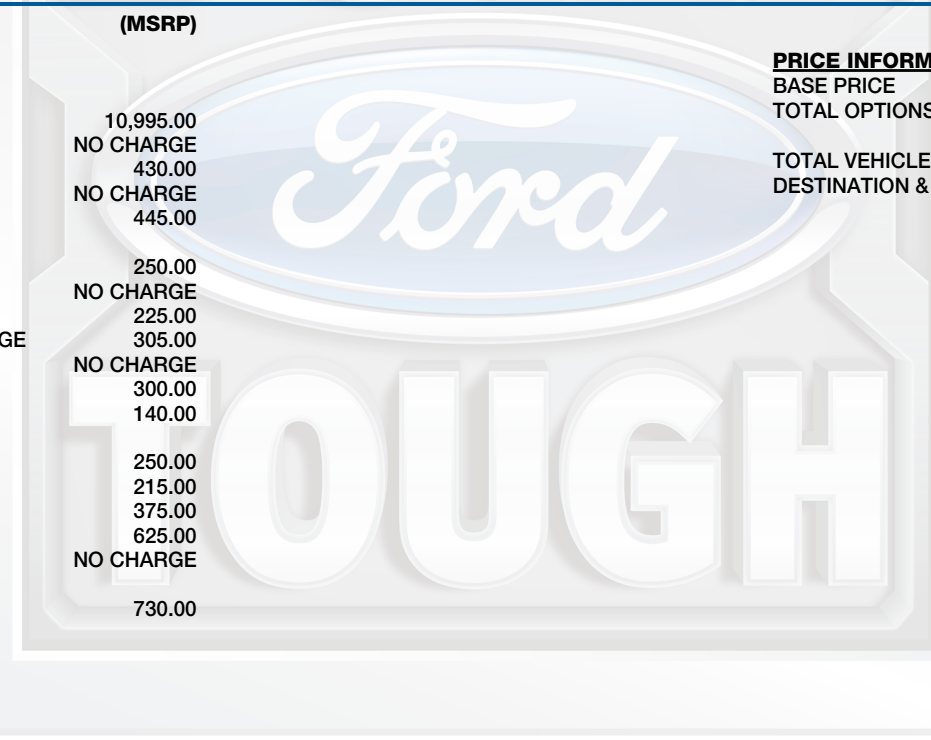 (MSRP)
10,995.00
NO CHARGE
430.00
NO CHARGE
445.00
250.00
NO CHARGE
225.00
GE 305.00
NO CHARGE
300.00
140.00
250.00
215.00
375.00
625.00
NO CHARGE
730.00
PRICE INFORM
BASE PRICE
TOTAL OPTIONS
TOTAL VEHICLE
DESTINATION &
Ford
TOUGH